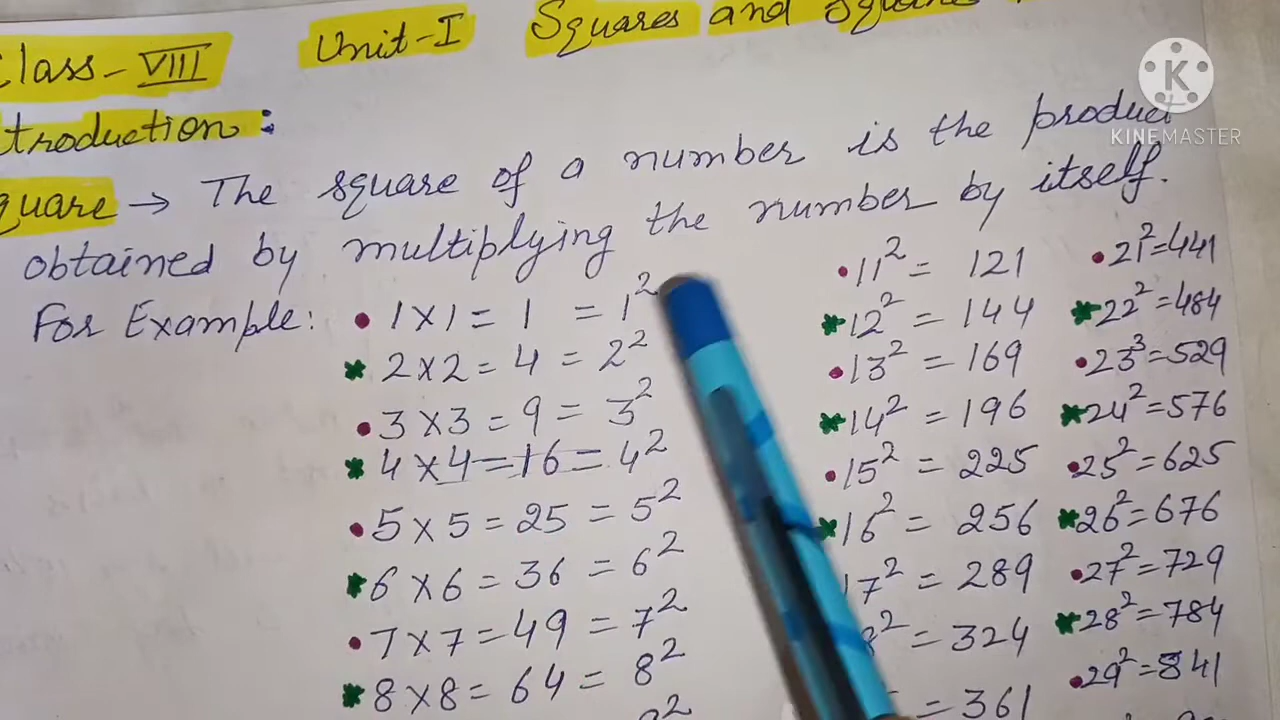 Class - VIII Unit-I Squares and Square
troduction:
quare → The square of a number is the product
obtained by multiplying the number by itself.
For Example:
• 1 × 1 = 1 = 1²
* 2 × 2 = 4 = 2²
• 3 × 3 = 9 = 3²
* 4 × 4 = 16 = 4²
• 5 × 5 = 25 = 5²
* 6 × 6 = 36 = 6²
• 7 × 7 = 49 = 7²
* 8 × 8 = 64 = 8²
• 11² = 121
* 12² = 144
• 13² = 169
* 14² = 196
• 15² = 225
* 16² = 256
17² = 289
8² = 324
= 361
• 21² = 441
* 22² = 484
• 23³ = 529
* 24² = 576
• 25² = 625
* 26² = 676
• 27² = 729
* 28² = 784
• 29² = 841
K
KINEMASTER